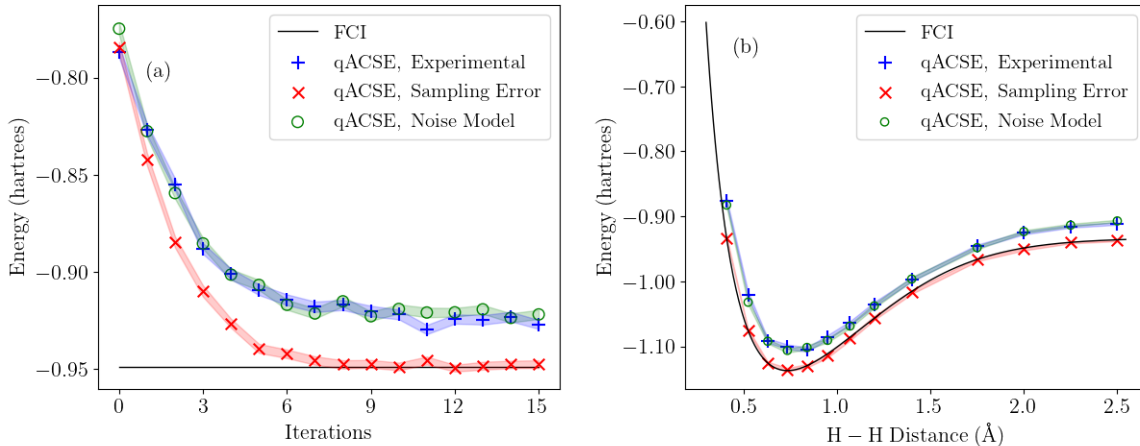 FCI
qACSE, Experimental
qACSE, Sampling Error
qACSE, Noise Model
(a)
Energy (hartrees)
−0.80
−0.85
−0.90
−0.95
0 3 6 9 12 15
Iterations
FCI
qACSE, Experimental
qACSE, Sampling Error
qACSE, Noise Model
(b)
Energy (hartrees)
−0.60
−0.70
−0.80
−0.90
−1.00
−1.10
0.5 1.0 1.5 2.0 2.5
H − H Distance (Å)